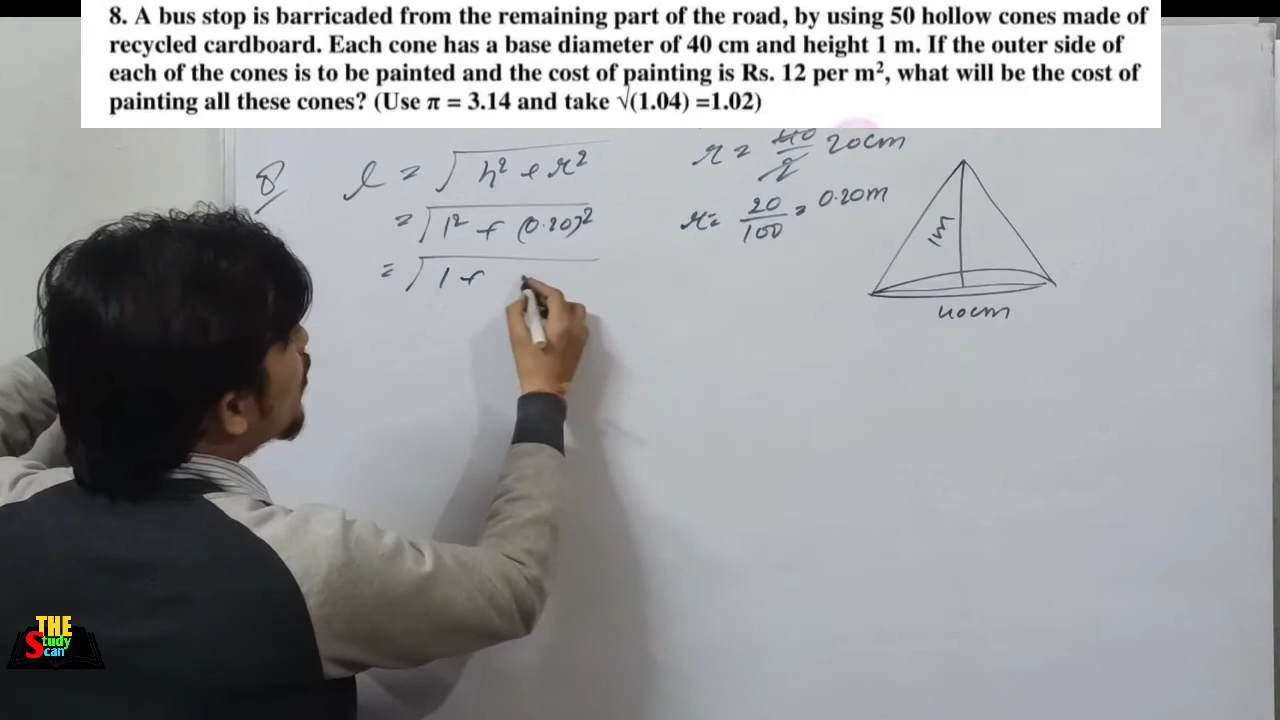 8. A bus stop is barricaded from the remaining part of the road, by using 50 hollow cones made of
recycled cardboard. Each cone has a base diameter of 40 cm and height 1 m. If the outer side of
each of the cones is to be painted and the cost of painting is Rs. 12 per m², what will be the cost of
painting all these cones? (Use π = 3.14 and take √(1.04) =1.02)
8 l = √h² + r²
= √1² + (0.20)²
= √1 +
r = 40/2 20cm
r = 20/100 = 0.20m
1m
40cm
THE
Study
Scan